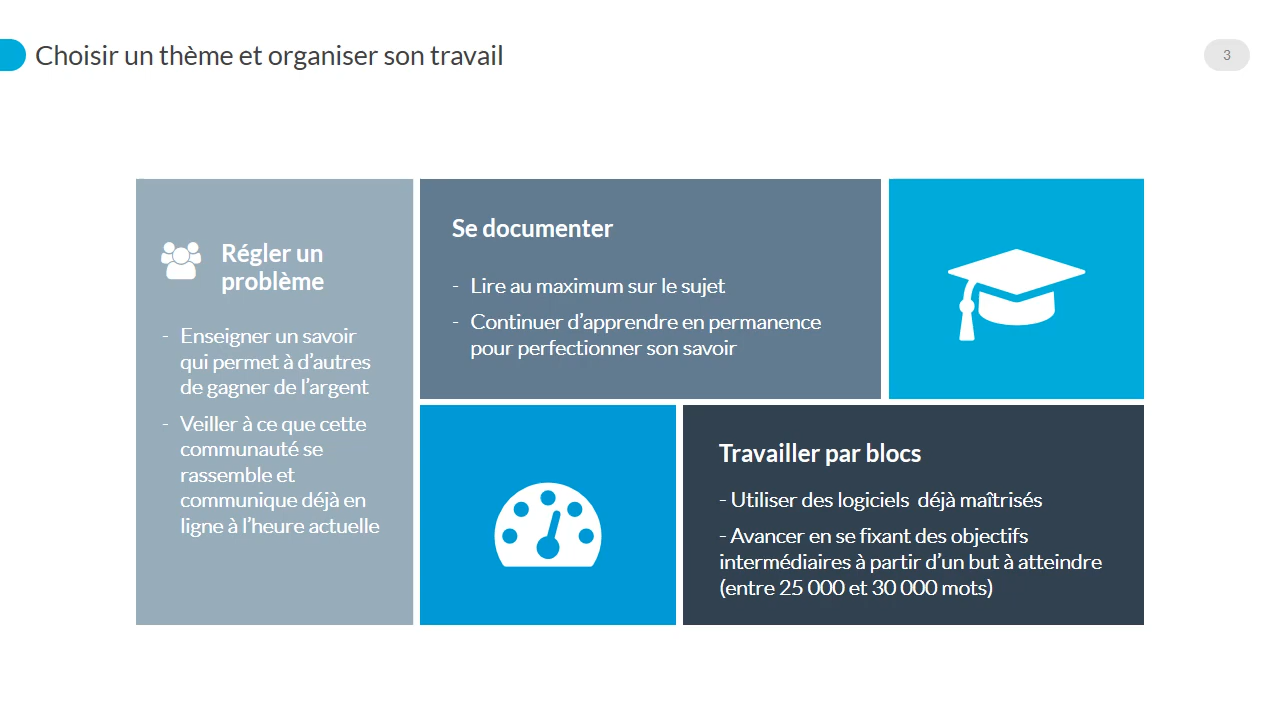 Choisir un thème et organiser son travail
3
Régler un
problème
- Enseigner un savoir
qui permet à d’autres
de gagner de l’argent
- Veiller à ce que cette
communauté se
rassemble et
communique déjà en
ligne à l’heure actuelle
Se documenter
- Lire au maximum sur le sujet
- Continuer d’apprendre en permanence
pour perfectionner son savoir
Travailler par blocs
- Utiliser des logiciels  déjà maîtrisés
- Avancer en se fixant des objectifs
intermédiaires à partir d’un but à atteindre
(entre 25 000 et 30 000 mots)